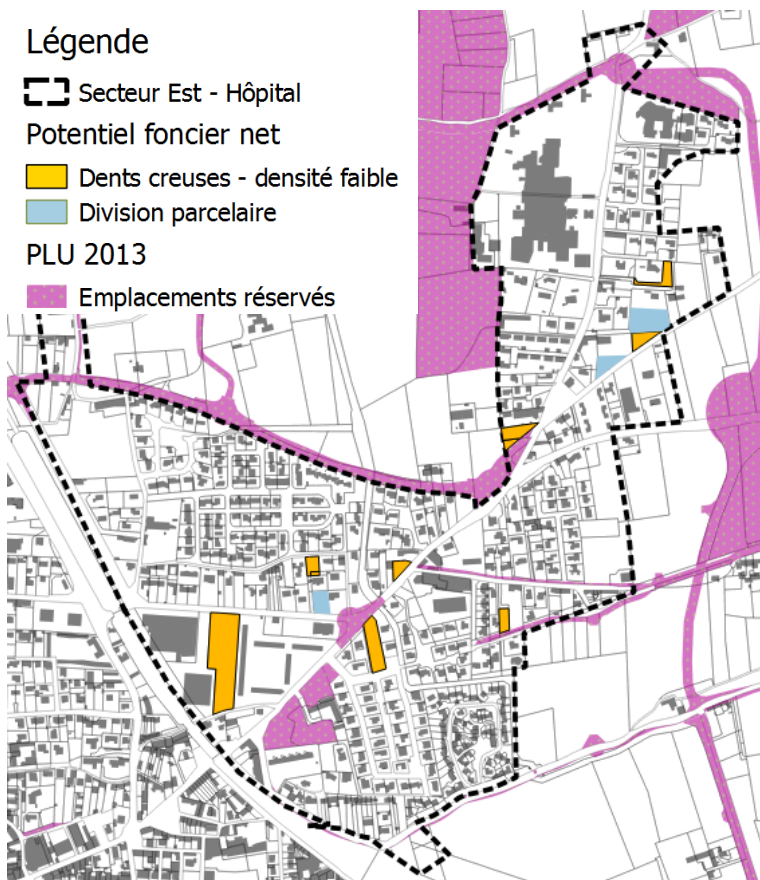 Légende
Secteur Est - Hôpital
Potentiel foncier net
Dents creuses - densité faible
Division parcelaire
PLU 2013
Emplacements réservés